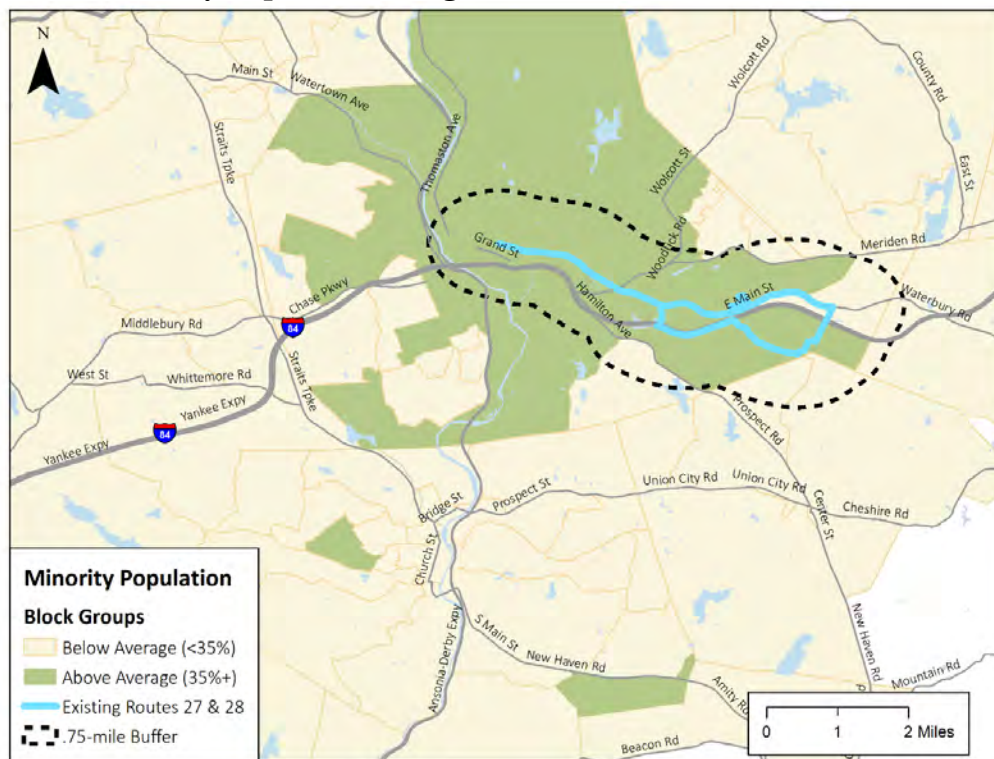 N
Main St
Watertown Ave
Straits Tpke
Thomaston Ave
Wolcott Rd
County Rd
East St
Wolcott St
Woodtick Rd
Meriden Rd
Grand St
Hamilton Ave
E Main St
Waterbury Rd
Chase Pkwy
84
Middlebury Rd
West St
Whittemore Rd
Straits Tpke
Yankee Expy
84
Yankee Expy
Prospect Rd
Bridge St
Prospect St
Union City Rd
Union City Rd
Center St
Cheshire Rd
Church St
Ansonia-Derby Expy
S Main St
New Haven Rd
Amity Rd
New Haven Rd
Mountain Rd
Beacon Rd
Minority Population
Block Groups
Below Average (<35%)
Above Average (35%+)
Existing Routes 27 & 28
.75-mile Buffer
0 1 2 Miles